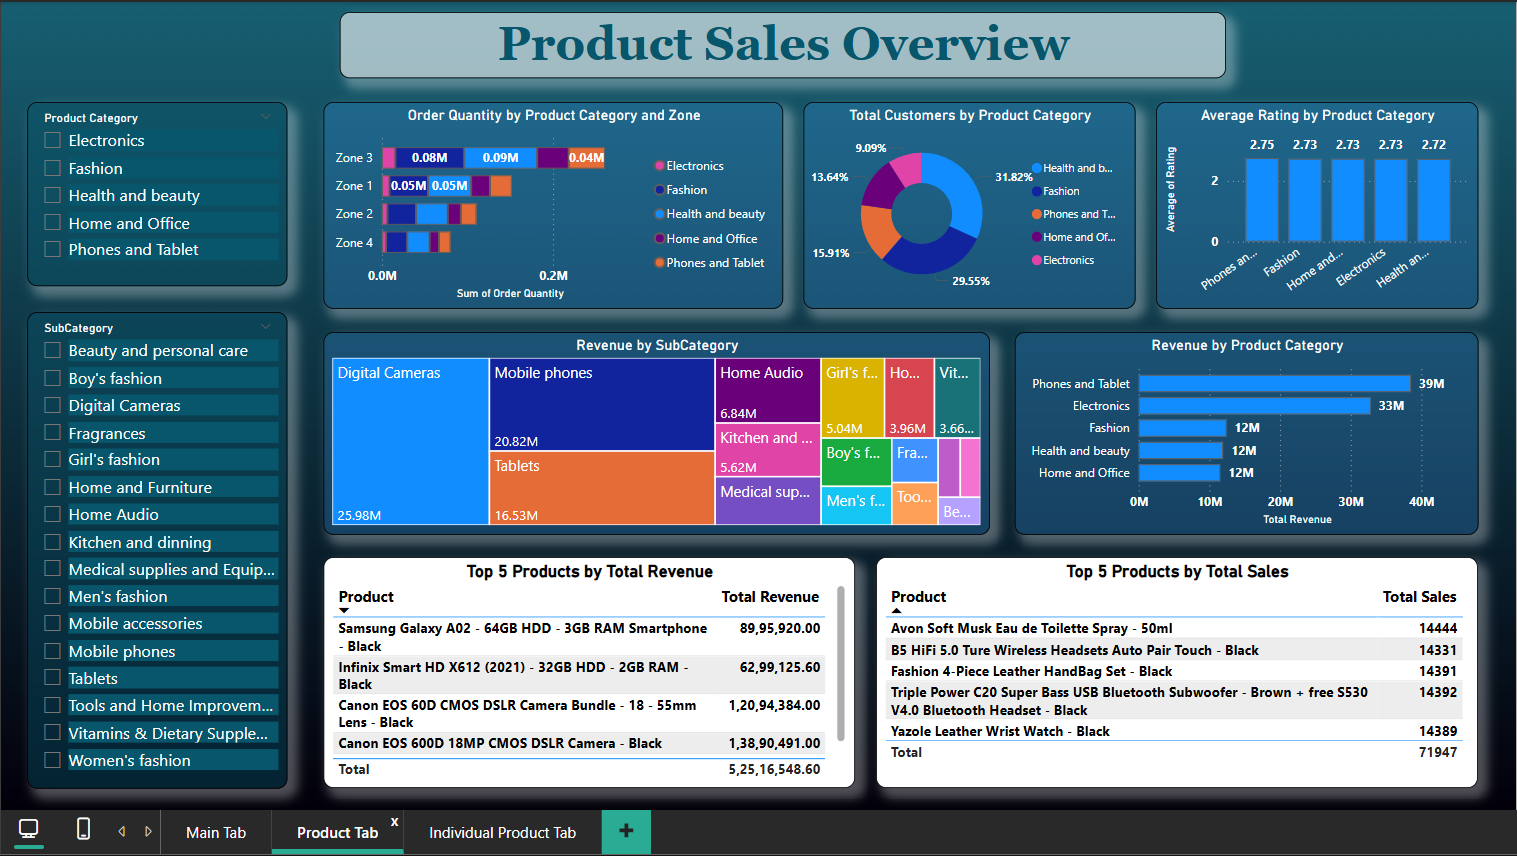 Product Sales Overview
Product Category
Electronics
Fashion
Health and beauty
Home and Office
Phones and Tablet
SubCategory
Beauty and personal care
Boy's fashion
Digital Cameras
Fragrances
Girl's fashion
Home and Furniture
Home Audio
Kitchen and dinning
Medical supplies and Equip...
Men's fashion
Mobile accessories
Mobile phones
Tablets
Tools and Home Improvem...
Vitamins & Dietary Supple...
Women's fashion
Order Quantity by Product Category and Zone
Zone 3 0.08M 0.09M 0.04M
Zone 1 0.05M 0.05M
Zone 2
Zone 4
0.0M 0.2M
Sum of Order Quantity
Electronics
Fashion
Health and beauty
Home and Office
Phones and Tablet
Total Customers by Product Category
9.09%
13.64%
31.82%
15.91%
29.55%
Health and b...
Fashion
Phones and T...
Home and Of...
Electronics
Average Rating by Product Category
2.75 2.73 2.73 2.73 2.72
Average of Rating
2
0
Phones an... Fashion Home and... Electronics Health an...
Revenue by SubCategory
Digital Cameras
25.98M
Mobile phones
20.82M
Tablets
16.53M
Home Audio
6.84M
Kitchen and ...
5.62M
Medical sup...
Girl's f...
5.04M
Ho...
3.96M
Vit...
3.66...
Boy's f...
Men's f...
Fra...
Too...
Be...
Revenue by Product Category
Phones and Tablet 39M
Electronics 33M
Fashion 12M
Health and beauty 12M
Home and Office 12M
0M 10M 20M 30M 40M
Total Revenue
Top 5 Products by Total Revenue
Product Total Revenue
Samsung Galaxy A02 - 64GB HDD - 3GB RAM Smartphone 89,95,920.00
- Black
Infinix Smart HD X612 (2021) - 32GB HDD - 2GB RAM - 62,99,125.60
Black
Canon EOS 60D CMOS DSLR Camera Bundle - 18 - 55mm 1,20,94,384.00
Lens - Black
Canon EOS 600D 18MP CMOS DSLR Camera - Black 1,38,90,491.00
Total 5,25,16,548.60
Top 5 Products by Total Sales
Product Total Sales
Avon Soft Musk Eau de Toilette Spray - 50ml 14444
B5 HiFi 5.0 Ture Wireless Headsets Auto Pair Touch - Black 14331
Fashion 4-Piece Leather HandBag Set - Black 14391
Triple Power C20 Super Bass USB Bluetooth Subwoofer - Brown + free S530 14392
V4.0 Bluetooth Headset - Black
Yazole Leather Wrist Watch - Black 14389
Total 71947
Main Tab
Product Tab x
Individual Product Tab
+